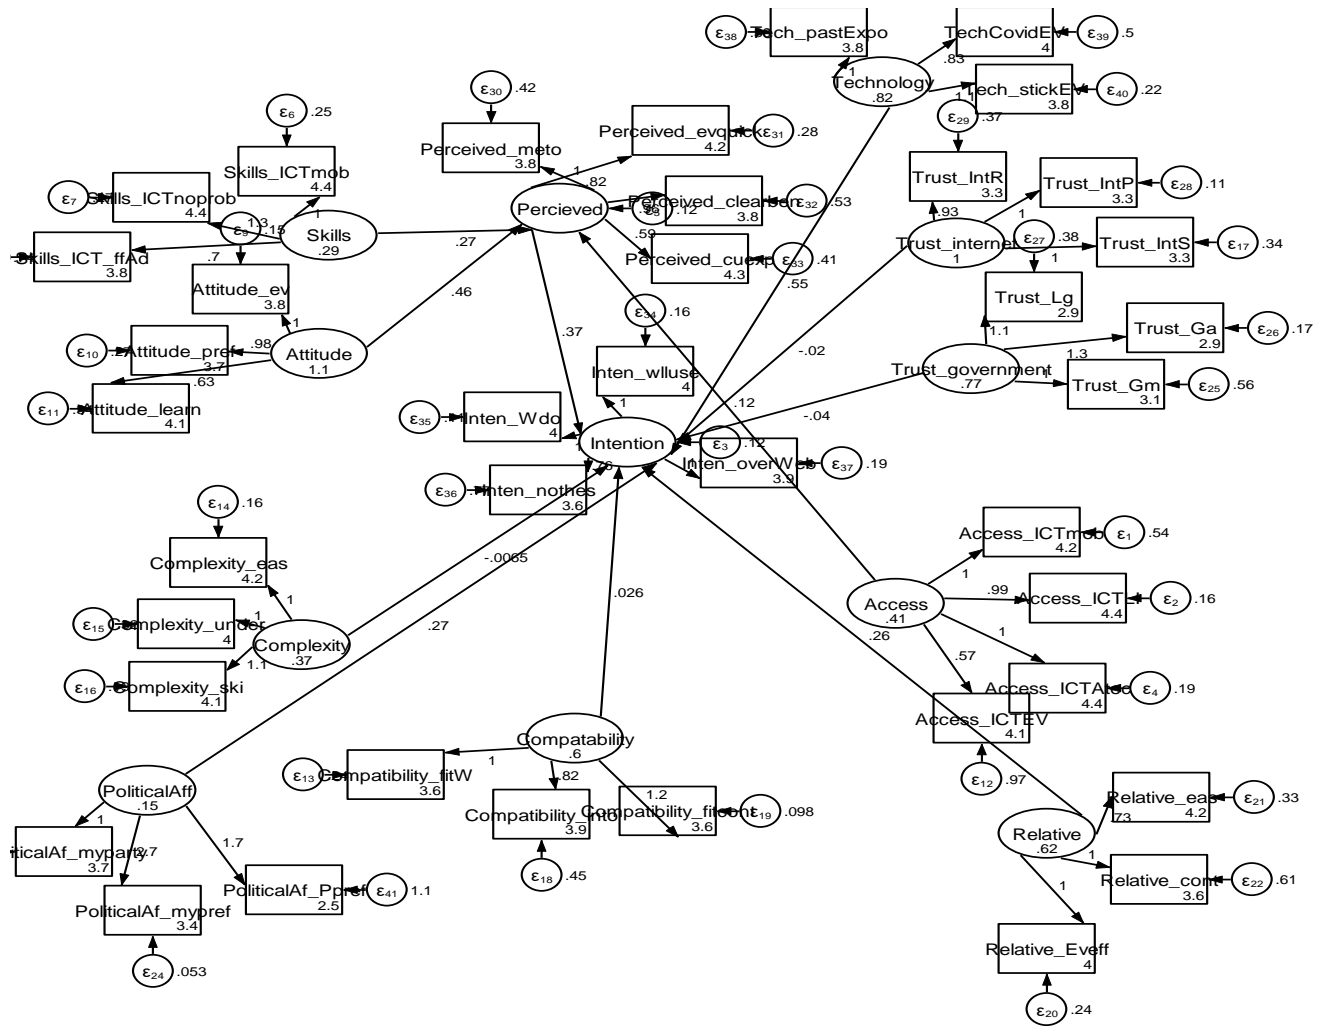 ε38
Tech_pastExpo
3.8
TechCovidEV
4
ε39 .5
.83
1
Technology
.82
Tech_stickEV
3.8
ε40 .22
1
ε30 .42
Perceived_meto
3.8
Perceived_evquick
4.2
ε31 .28
1
.82
Percieved
Perceived_clearben
3.8
ε32 .53
.12
.59
Perceived_cuexp
4.3
ε33 .41
ε6 .25
Skills_ICTmob
4.4
ε7
Skills_ICTnoprob
4.4
1.3
1
Skills
.29
.27
Skills_ICT_ffAd
3.8
.7
ε9 .15
Attitude_ev
3.8
1
.46
ε10
Attitude_pref
3.7
.98
Attitude
1.1
.63
ε11
Attitude_learn
4.1
ε29 .37
Trust_IntR
3.3
.93
Trust_IntP
3.3
ε28 .11
1
Trust_internet
1
Trust_IntS
3.3
ε17 .34
1
ε27 .38
Trust_Lg
2.9
1.1
Trust_Ga
2.9
ε26 .17
1.3
Trust_government
.77
Trust_Gm
3.1
ε25 .56
1
.55
-.02
-.04
.37
.12
ε34 .16
Inten_wlluse
4
1
ε35
Inten_Wdo
4
Intention
ε3 .12
Inten_overWeb
3.9
ε37 .19
ε36
Inten_nothes
3.6
ε14 .16
Complexity_eas
4.2
1
ε15
Complexity_under
4
1
Complexity
.37
ε16
Complexity_ski
4.1
1.1
-.0065
.27
.026
.26
Access_ICTmob
4.2
ε1 .54
1
Access
.41
.99
4.4
ε2 .16
1
4.4
ε4 .19
.57
Access_ICTEV
4.1
ε12 .97
Compatability
.6
ε13
Compatibility_fitW
3.6
1
.82
Compatibility_into
3.9
ε18 .45
1.2
Compatibility_fitcont
3.6
ε19 .098
PoliticalAff
.15
1
iticalAf_myparty
3.7
PoliticalAf_mypref
3.4
ε24 .053
1.7
PoliticalAf_Ppref
2.5
ε41 1.1
Relative
.62
.73
Relative_eas
4.2
ε21 .33
1
Relative_cont
3.6
ε22 .61
1
Relative_Eveff
4
ε20 .24